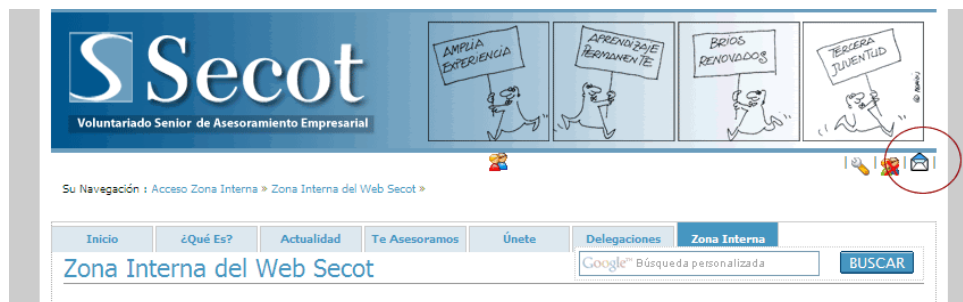 Secot
Voluntariado Senior de Asesoramiento Empresarial
AMPLIA
EXPERIENCIA
APRENDIZAJE
PERMANENTE
BRIOS
RENOVADOS
TERCERA
JUVENTUD
Su Navegación : Acceso Zona Interna » Zona Interna del Web Secot »
Inicio ¿Qué Es? Actualidad Te Asesoramos Únete Delegaciones Zona Interna
Zona Interna del Web Secot
Google™ Búsqueda personalizada BUSCAR